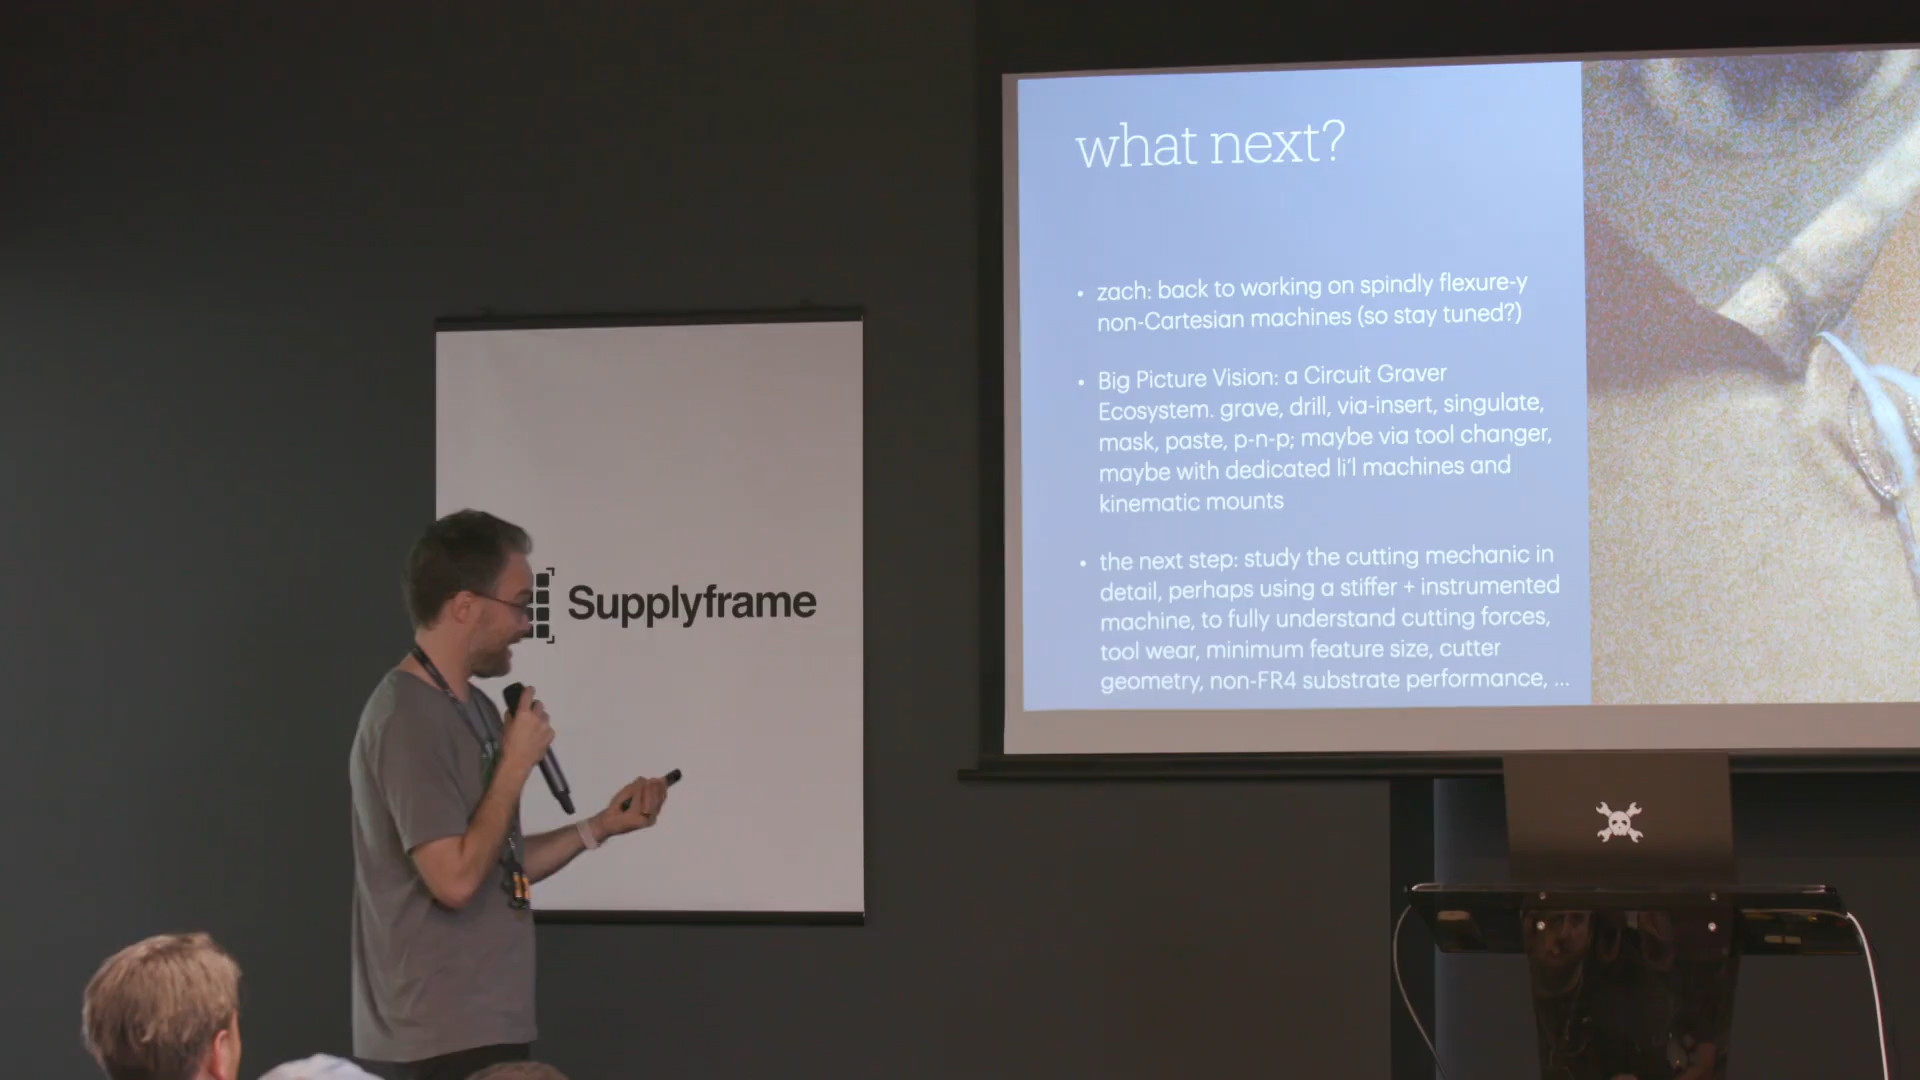 what next?
• zach: back to working on spindly flexure-y
non-Cartesian machines (so stay tuned?)
• Big Picture Vision: a Circuit Graver
Ecosystem. grave, drill, via-insert, singulate,
mask, paste, p-n-p; maybe via tool changer,
maybe with dedicated li'l machines and
kinematic mounts
• the next step: study the cutting mechanic in
detail, perhaps using a stiffer + instrumented
machine, to fully understand cutting forces,
tool wear, minimum feature size, cutter
geometry, non-FR4 substrate performance, ...
Supplyframe